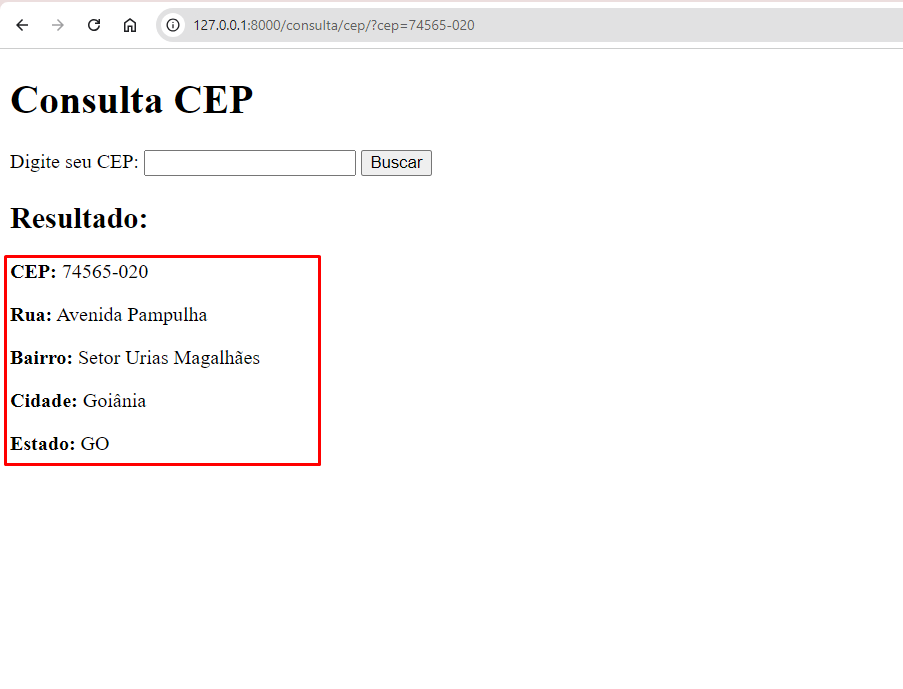 127.0.0.1:8000/consulta/cep/?cep=74565-020
Consulta CEP
Digite seu CEP: Buscar
Resultado:
CEP: 74565-020
Rua: Avenida Pampulha
Bairro: Setor Urias Magalhães
Cidade: Goiânia
Estado: GO